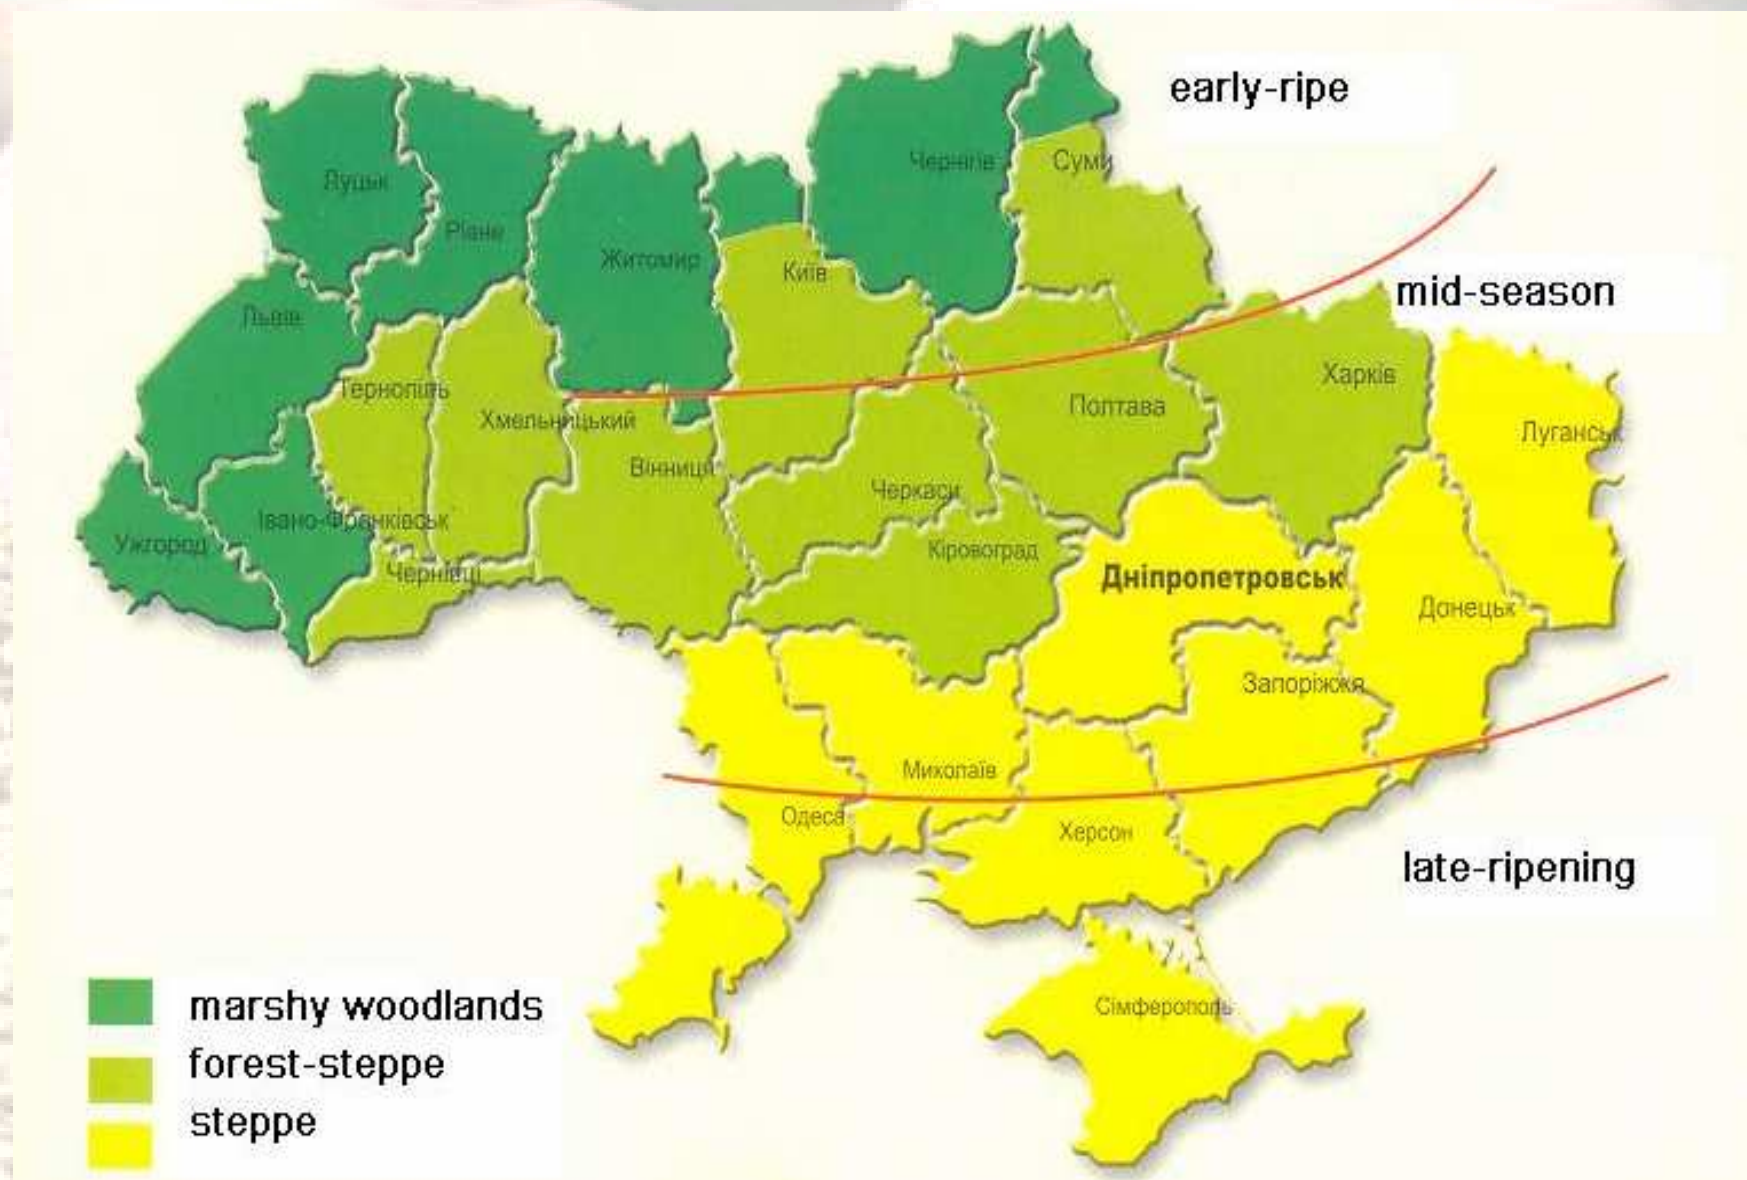 early-ripe
Чернігів
Суми
Луцьк
Рівне
Житомир
Київ
mid-season
Львів
Харків
Тернопіль
Полтава
Хмельницький
Луганськ
Вінниця
Черкаси
Івано-Франківськ
Ужгород
Кіровоград
Чернівці
Дніпропетровськ
Донецьк
Запоріжжя
Миколаїв
Одеса
Херсон
late-ripening
Сімферополь
marshy woodlands
forest-steppe
steppe